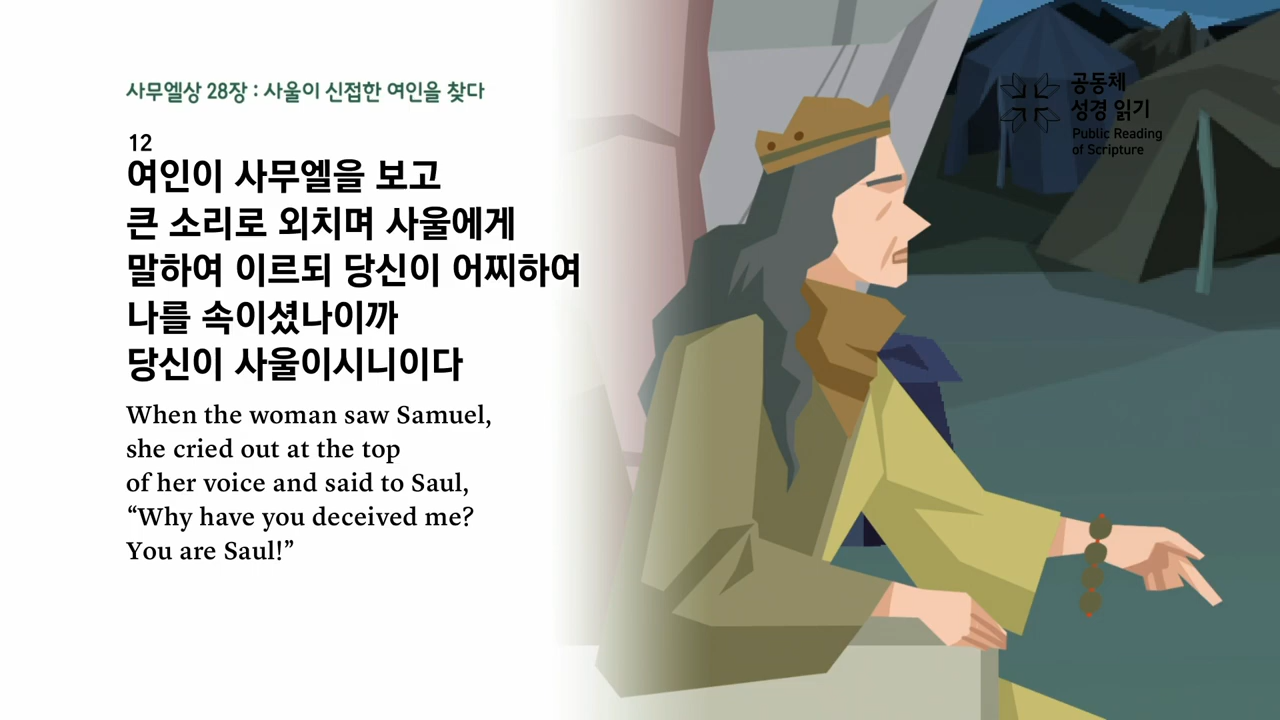 사무엘상 28장 : 사울이 신접한 여인을 찾다
공동체
성경 읽기
Public Reading
of Scripture
12
여인이 사무엘을 보고
큰 소리로 외치며 사울에게
말하여 이르되 당신이 어찌하여
나를 속이셨나이까
당신이 사울이시니이다
When the woman saw Samuel,
she cried out at the top
of her voice and said to Saul,
“Why have you deceived me?
You are Saul!”